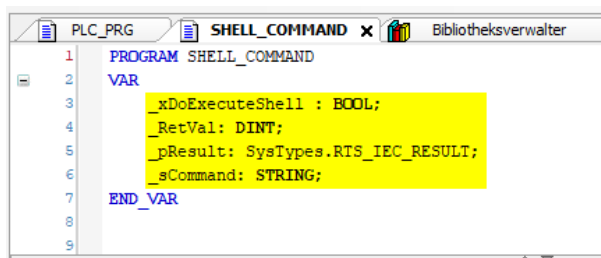 PLC_PRG SHELL_COMMAND x Bibliotheksverwalter
1 PROGRAM SHELL_COMMAND
2 VAR
3 _xDoExecuteShell : BOOL;
4 _RetVal: DINT;
5 _pResult: SysTypes.RTS_IEC_RESULT;
6 _sCommand: STRING;
7 END_VAR
8
9